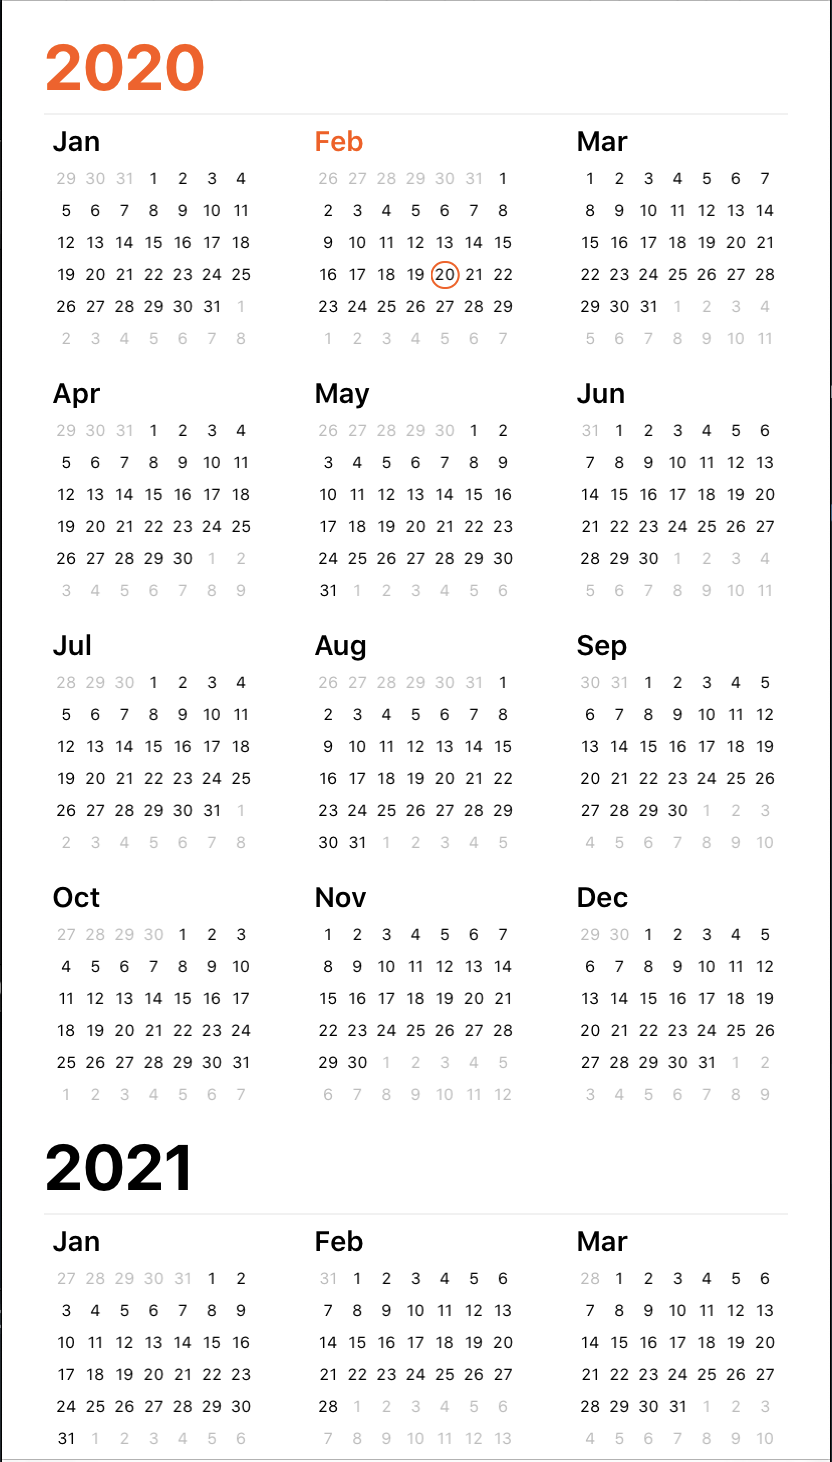 2020
Jan Feb Mar
29 30 31 1 2 3 4 26 27 28 29 30 31 1 1 2 3 4 5 6 7
5 6 7 8 9 10 11 2 3 4 5 6 7 8 8 9 10 11 12 13 14
12 13 14 15 16 17 18 9 10 11 12 13 14 15 15 16 17 18 19 20 21
19 20 21 22 23 24 25 16 17 18 19 20 21 22 22 23 24 25 26 27 28
26 27 28 29 30 31 1 23 24 25 26 27 28 29 29 30 31 1 2 3 4
2 3 4 5 6 7 8 1 2 3 4 5 6 7 5 6 7 8 9 10 11
Apr May Jun
29 30 31 1 2 3 4 26 27 28 29 30 1 2 31 1 2 3 4 5 6
5 6 7 8 9 10 11 3 4 5 6 7 8 9 7 8 9 10 11 12 13
12 13 14 15 16 17 18 10 11 12 13 14 15 16 14 15 16 17 18 19 20
19 20 21 22 23 24 25 17 18 19 20 21 22 23 21 22 23 24 25 26 27
26 27 28 29 30 1 2 24 25 26 27 28 29 30 28 29 30 1 2 3 4
3 4 5 6 7 8 9 31 1 2 3 4 5 6 5 6 7 8 9 10 11
Jul Aug Sep
28 29 30 1 2 3 4 26 27 28 29 30 31 1 30 31 1 2 3 4 5
5 6 7 8 9 10 11 2 3 4 5 6 7 8 6 7 8 9 10 11 12
12 13 14 15 16 17 18 9 10 11 12 13 14 15 13 14 15 16 17 18 19
19 20 21 22 23 24 25 16 17 18 19 20 21 22 20 21 22 23 24 25 26
26 27 28 29 30 31 1 23 24 25 26 27 28 29 27 28 29 30 1 2 3
2 3 4 5 6 7 8 30 31 1 2 3 4 5 4 5 6 7 8 9 10
Oct Nov Dec
27 28 29 30 1 2 3 1 2 3 4 5 6 7 29 30 1 2 3 4 5
4 5 6 7 8 9 10 8 9 10 11 12 13 14 6 7 8 9 10 11 12
11 12 13 14 15 16 17 15 16 17 18 19 20 21 13 14 15 16 17 18 19
18 19 20 21 22 23 24 22 23 24 25 26 27 28 20 21 22 23 24 25 26
25 26 27 28 29 30 31 29 30 1 2 3 4 5 27 28 29 30 31 1 2
1 2 3 4 5 6 7 6 7 8 9 10 11 12 3 4 5 6 7 8 9
2021
Jan Feb Mar
27 28 29 30 31 1 2 31 1 2 3 4 5 6 28 1 2 3 4 5 6
3 4 5 6 7 8 9 7 8 9 10 11 12 13 7 8 9 10 11 12 13
10 11 12 13 14 15 16 14 15 16 17 18 19 20 14 15 16 17 18 19 20
17 18 19 20 21 22 23 21 22 23 24 25 26 27 21 22 23 24 25 26 27
24 25 26 27 28 29 30 28 1 2 3 4 5 6 28 29 30 31 1 2 3
31 1 2 3 4 5 6 7 8 9 10 11 12 13 4 5 6 7 8 9 10